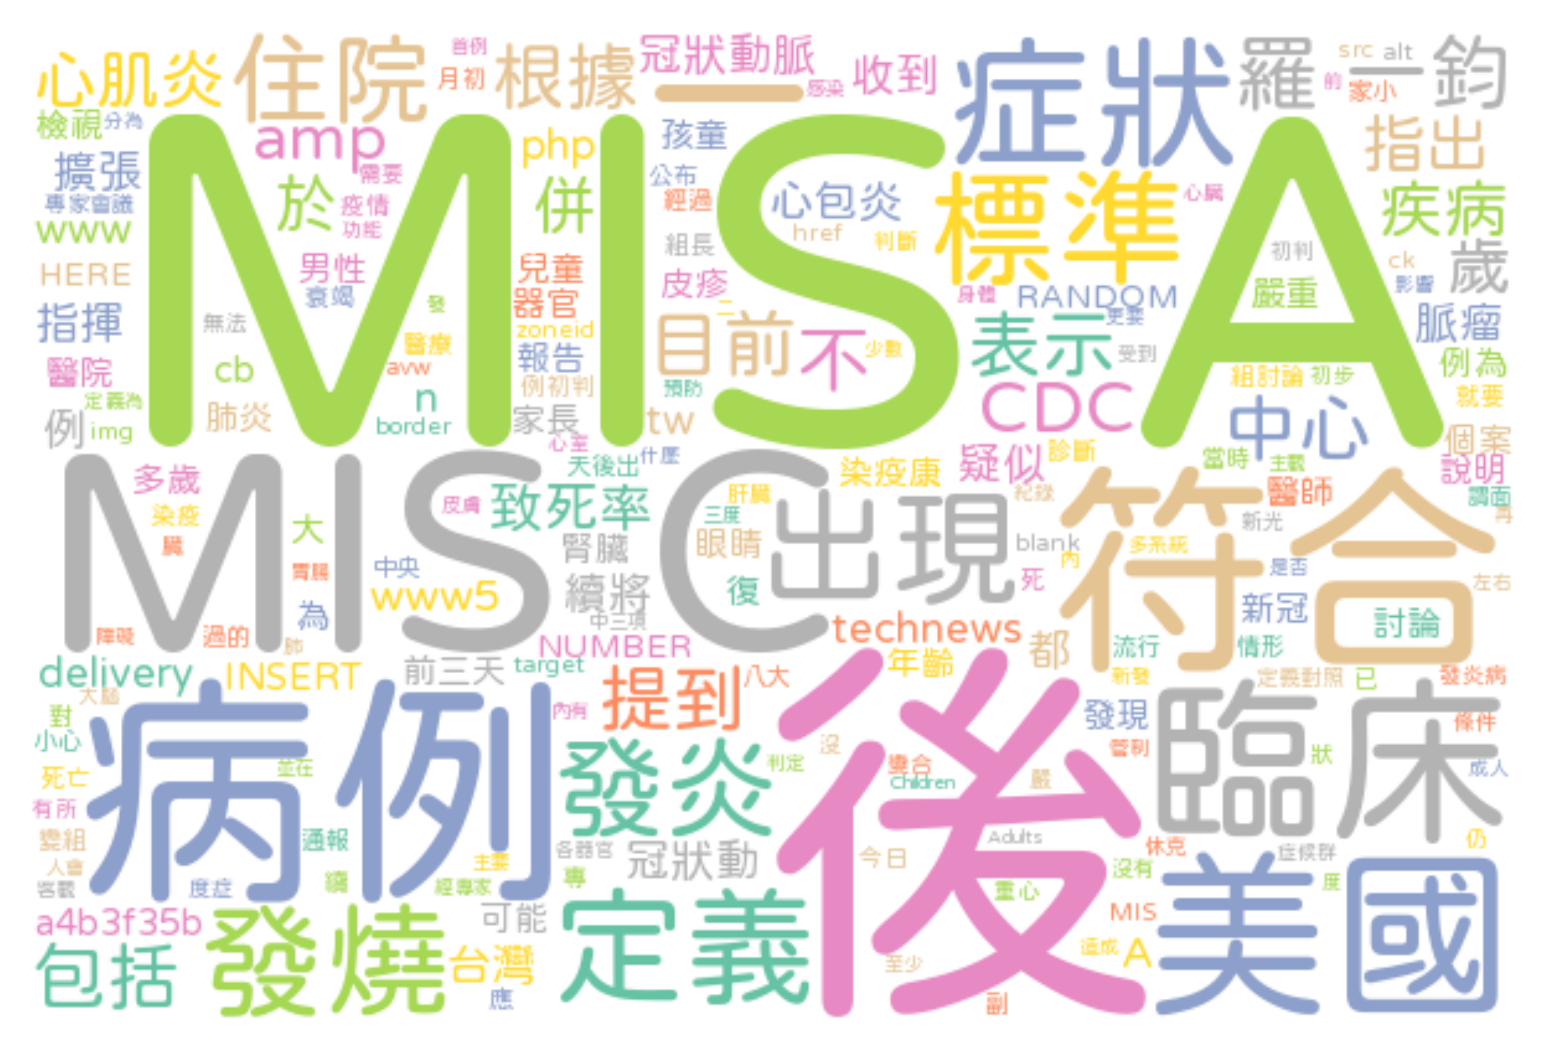 心肌炎
住院
首例
月初
根據
冠狀動脈
一
感染
收到
症狀
羅一鈞
src
alt
前
家小
檢視
分為
amp
php
孩童
指出
擴張
需要
公布
心包炎
標準
心臟
疾病
專家會議
於
疫情
併
經過
www
功能
組長
href
判斷
初判
歲
HERE
男性
兒童
皮疹
ck
嚴重
影響
衰竭
器官
身體
RANDOM
更要
指揮
無法
發
zoneid
二
目前
不
表示
脈瘤
醫療
報告
少數
受到
例為
醫院
cb
avw
例初判
預防
組討論
初步
就要
定義為
n
CDC
中心
MIS
A
例
img
肺炎
border
家長
tw
個案
心室
什麼
多歲
天後出
染疫康
疑似
診斷
當時
主觀
說明
MIS
C
染疫
皮膚
致死率
肝臟
三度
出現
紀錄
符合
醫師
謂面
再
大
臟
腎臟
眼睛
blank
新光
多系統
胃腸
中央
內
是否
為
www5
續將
復
死
左右
新冠
中三項
討論
障礙
過的
肺
NUMBER
technews
都
流行
情形
delivery
INSERT
前三天
target
提到
八大
年齡
新發
定義對照
已
發炎病
大腦
對
病例
內有
後
發現
臨床
條件
小心
發炎
沒
管制
狀
死亡
並在
判定
變合
成人
Children
嚴
有所
變組
通報
Adults
仍
主要
各器官
冠狀動
今日
休克
症候群
人會
客觀
度症
續
經專家
專
沒有
重心
度
美國
a4b3f35b
發燒
可能
定義
MIS
包括
台灣
造成
A
至少
應
副